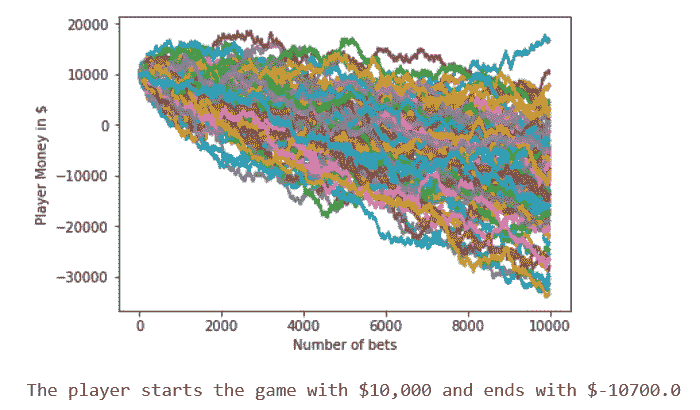 20000
10000
0
−10000
−20000
−30000
Player Money in $
0 2000 4000 6000 8000 10000
Number of bets
The player starts the game with $10,000 and ends with $-10700.0